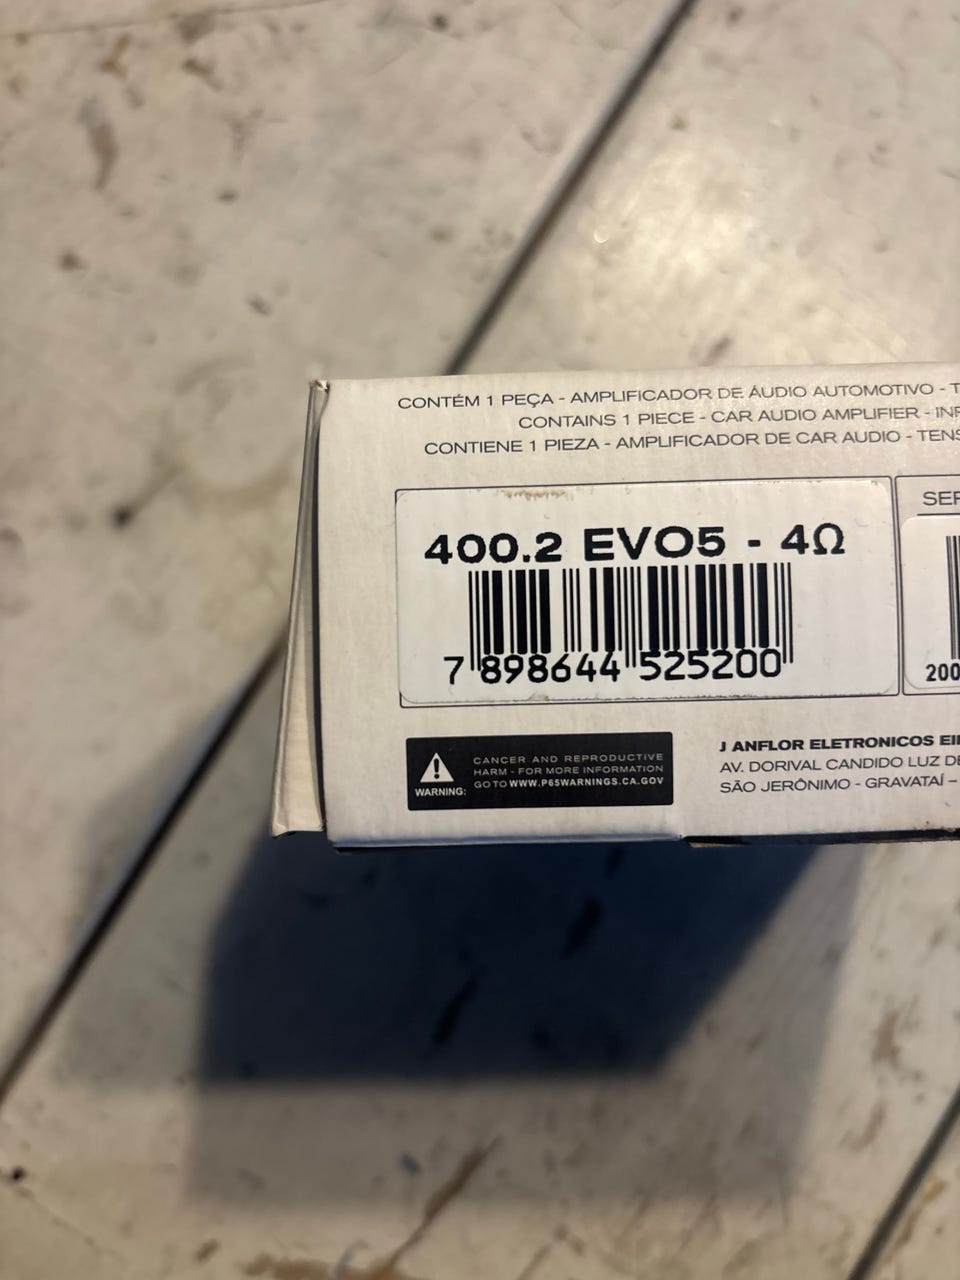 CONTÉM 1 PEÇA - AMPLIFICADOR DE ÁUDIO AUTOMOTIVO -
CONTAINS 1 PIECE - CAR AUDIO AMPLIFIER -
CONTIENE 1 PIEZA - AMPLIFICADOR DE CAR AUDIO -
400.2 EVO5 - 4Ω
7 898644 525200
200
CANCER AND REPRODUCTIVE
HARM - FOR MORE INFORMATION
GO TO WWW.P65WARNINGS.CA.GOV
WARNING:
J ANFLOR ELETRONICOS
AV. DORIVAL CANDIDO LUZ
SÃO JERÔNIMO - GRAVATAÍ –